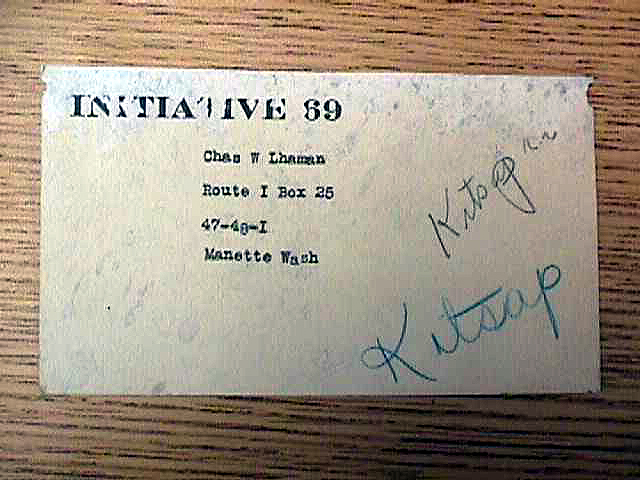 INITIATIVE 69
Chas W Lhaman
Route I Box 25
47-48-I
Manette Wash
Kitsap
Kitsap